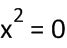 x² = 0